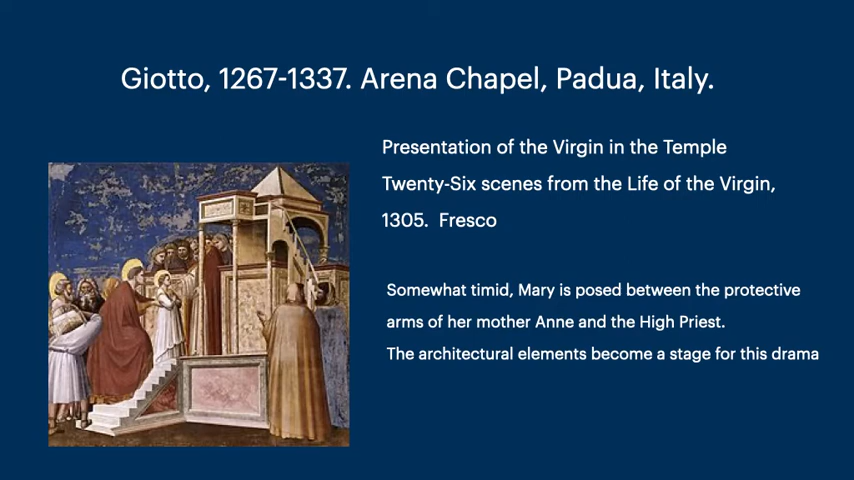 Giotto, 1267-1337. Arena Chapel, Padua, Italy.
Presentation of the Virgin in the Temple
Twenty-Six scenes from the Life of the Virgin,
1305. Fresco
Somewhat timid, Mary is posed between the protective
arms of her mother Anne and the High Priest.
The architectural elements become a stage for this drama